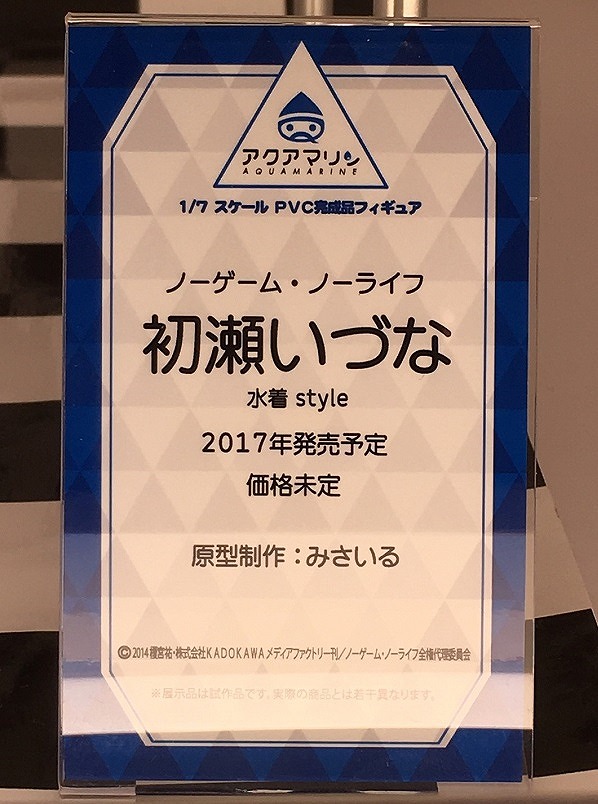 アクアマリン
AQUAMARINE
1/7 スケール PVC完成品フィギュア
ノーゲーム・ノーライフ
初瀬いづな
水着 style
2017年発売予定
価格未定
原型制作：みさいる
©2014 榎宮祐・株式会社KADOKAWAメディアファクトリー刊／ノーゲーム・ノーライフ全権代理委員会
※展示品は試作品です。実際の商品とは若干異なります。